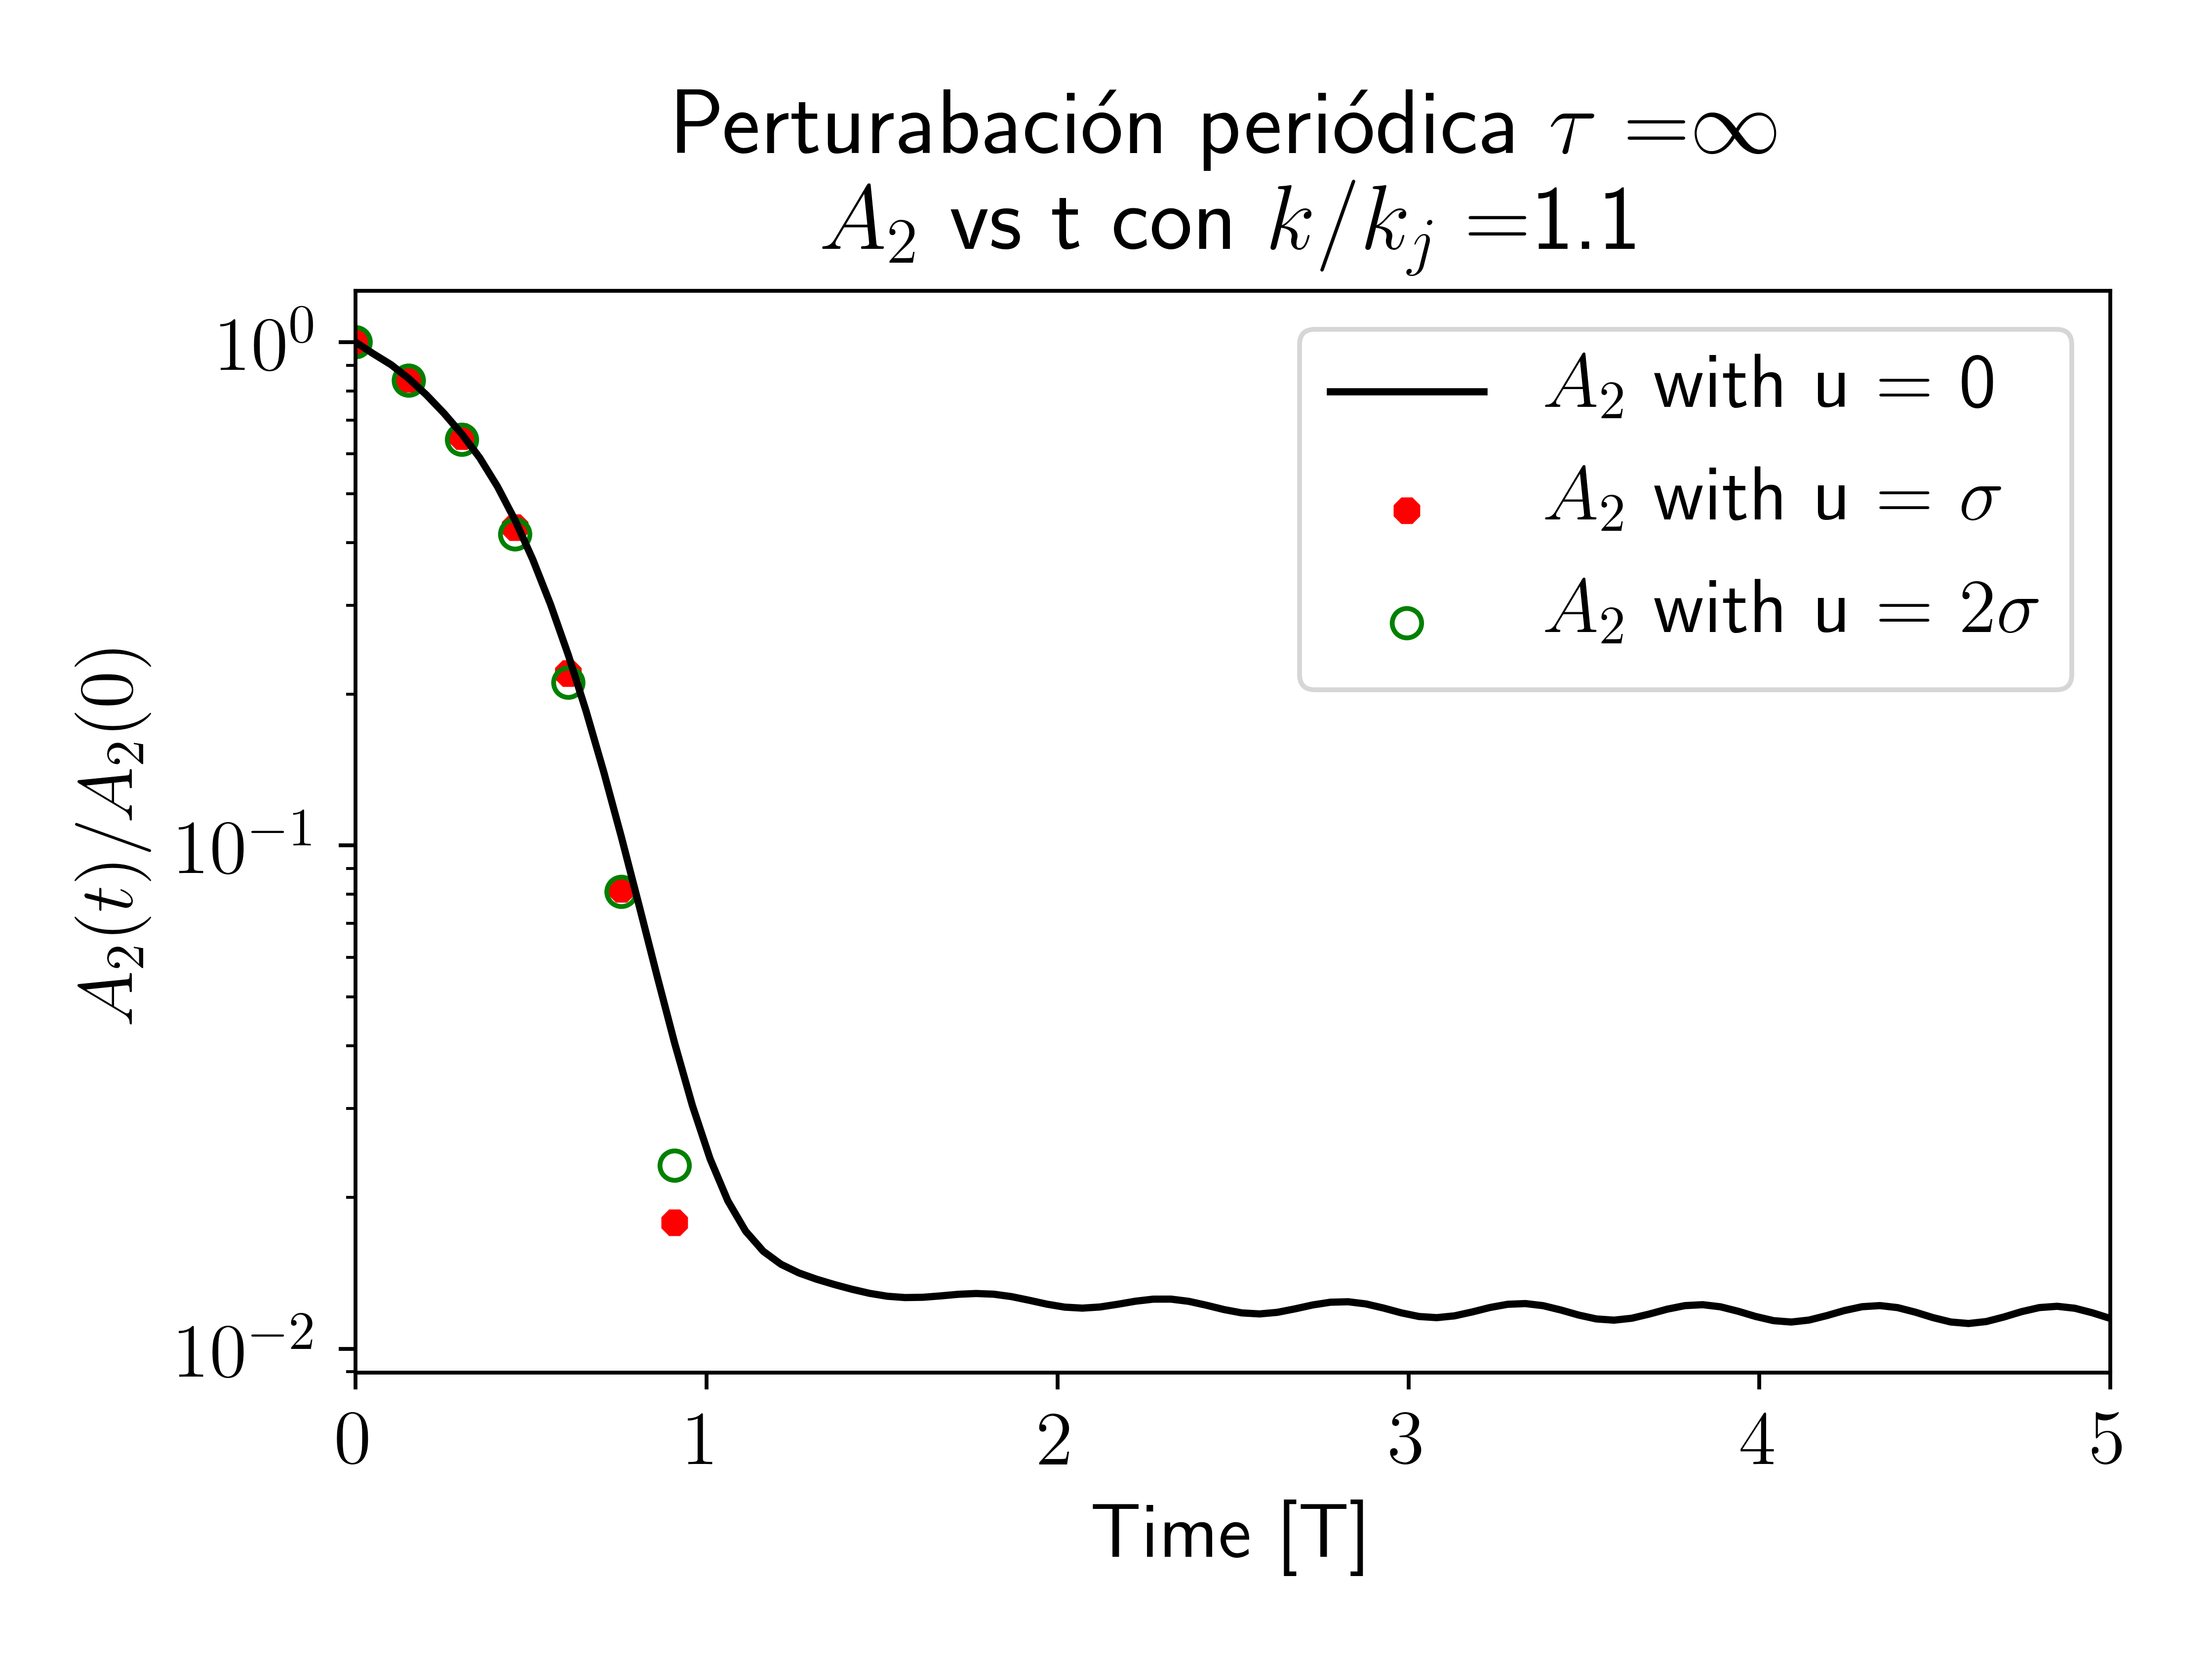 Perturabación periódica τ =∞
A₂ vs t con k/kⱼ =1.1
A₂(t)/A₂(0)
10⁰
10⁻¹
10⁻²
A₂ with u = 0
A₂ with u = σ
A₂ with u = 2σ
0 1 2 3 4 5
Time [T]